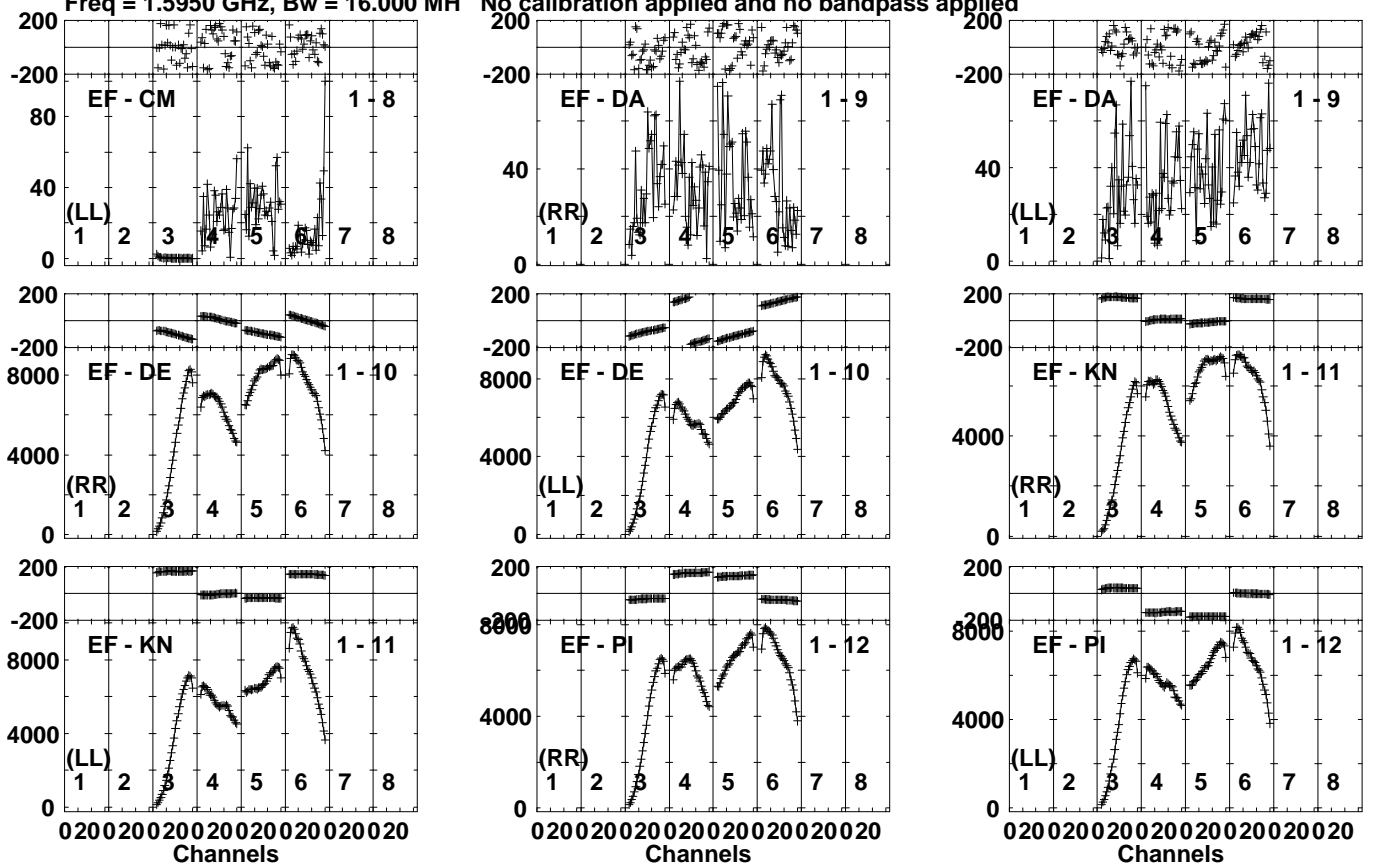 Freq = 1.5950 GHz, Bw = 16.000 MH No calibration applied and no bandpass applied
200
-200
EF - CM 1 - 8
80
40
0
(LL)
1 2 3 4 5 6 7 8
200
-200
EF - DA 1 - 9
40
0
(RR)
1 2 3 4 5 6 7 8
200
-200
EF - DA 1 - 9
40
0
(LL)
1 2 3 4 5 6 7 8
200
-200
EF - DE 1 - 10
8000
4000
0
(RR)
1 2 3 4 5 6 7 8
200
-200
EF - DE 1 - 10
8000
4000
0
(LL)
1 2 3 4 5 6 7 8
200
-200
EF - KN 1 - 11
4000
0
(RR)
1 2 3 4 5 6 7 8
200
-200
EF - KN 1 - 11
8000
4000
0
(LL)
1 2 3 4 5 6 7 8
0 20 0 20 0 20 0 20 0 20 0 20 0 20 0 20
Channels
200
-200
8000
EF - PI 1 - 12
4000
0
(RR)
1 2 3 4 5 6 7 8
0 20 0 20 0 20 0 20 0 20 0 20 0 20 0 20
Channels
200
-200
8000
EF - PI 1 - 12
4000
0
(LL)
1 2 3 4 5 6 7 8
0 20 0 20 0 20 0 20 0 20 0 20 0 20 0 20
Channels